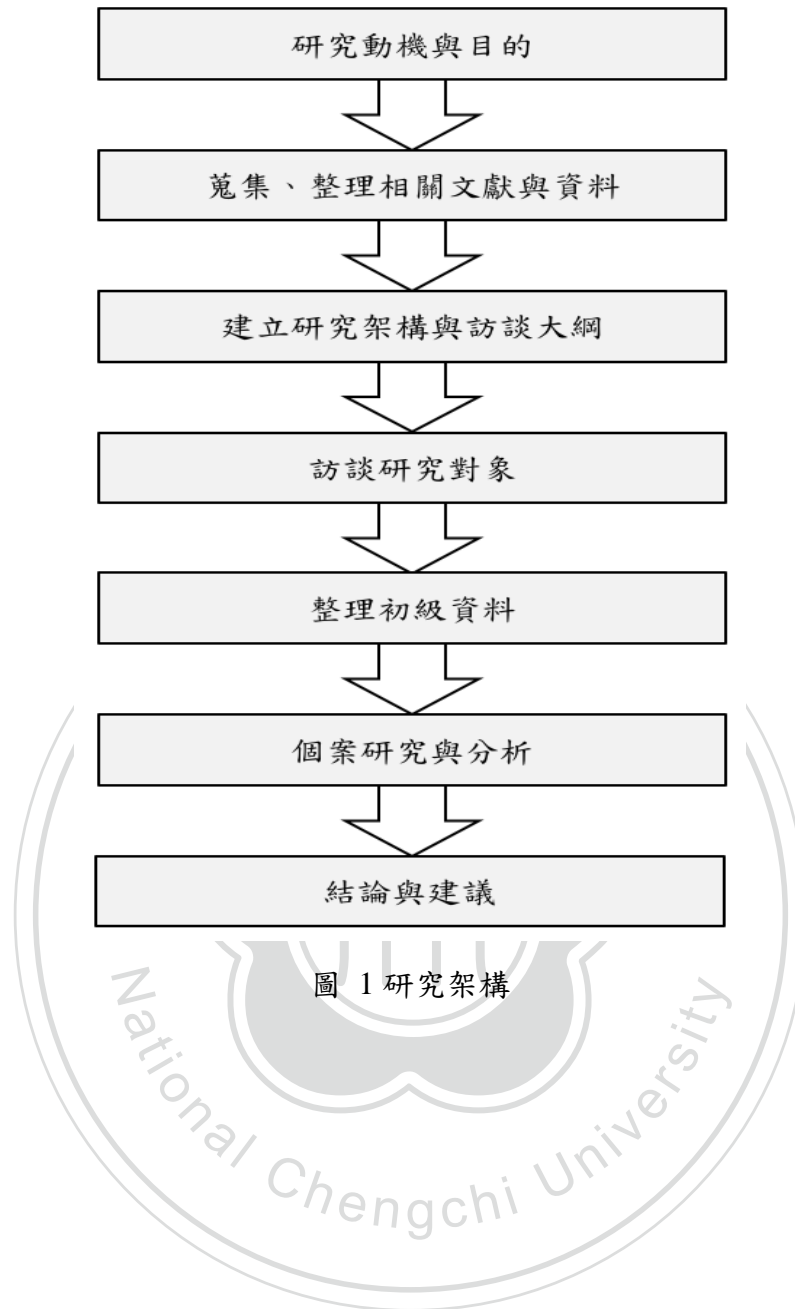 研究動機與目的
蒐集、整理相關文獻與資料
建立研究架構與訪談大綱
訪談研究對象
整理初級資料
個案研究與分析
結論與建議
圖 1 研究架構
National Chengchi University